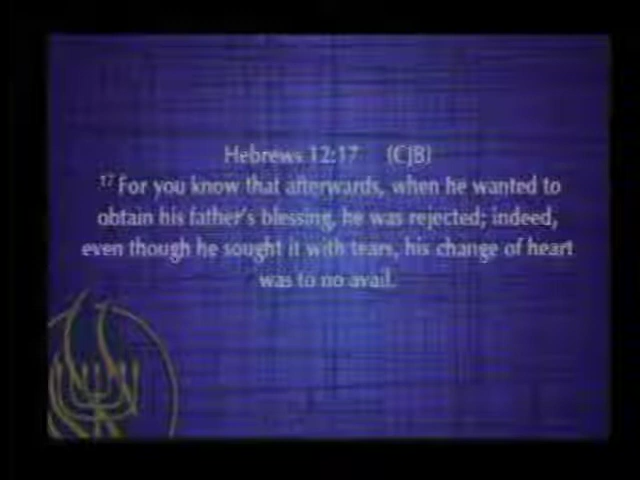 Hebrews 12:17 (CJB)
17 For you know that afterwards, when he wanted to
obtain his father's blessing, he was rejected; indeed,
even though he sought it with tears, his change of heart
was to no avail.